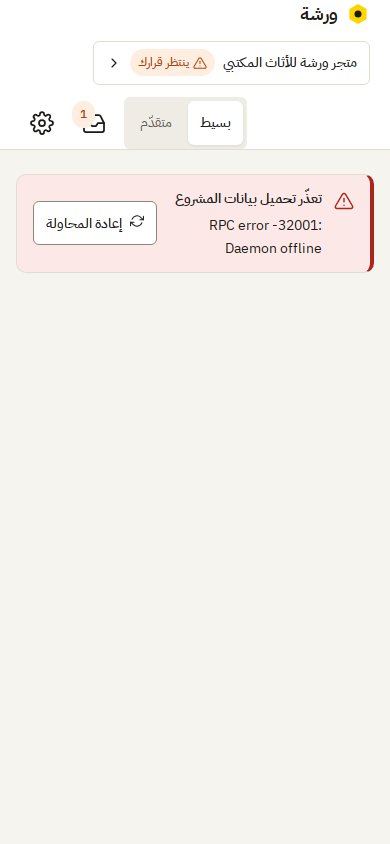 ورشة
متجر ورشة للأثاث المكتبي
ينتظر قرارك
بسيط
متقدّم
1
تعذّر تحميل بيانات المشروع
RPC error -32001:
Daemon offline
إعادة المحاولة